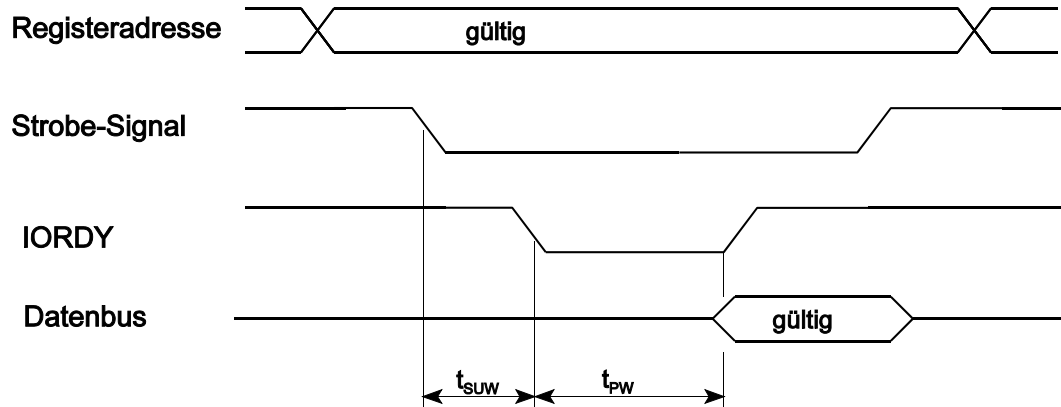 Registeradresse
gültig
Strobe-Signal
IORDY
Datenbus
gültig
tSUW
tPW